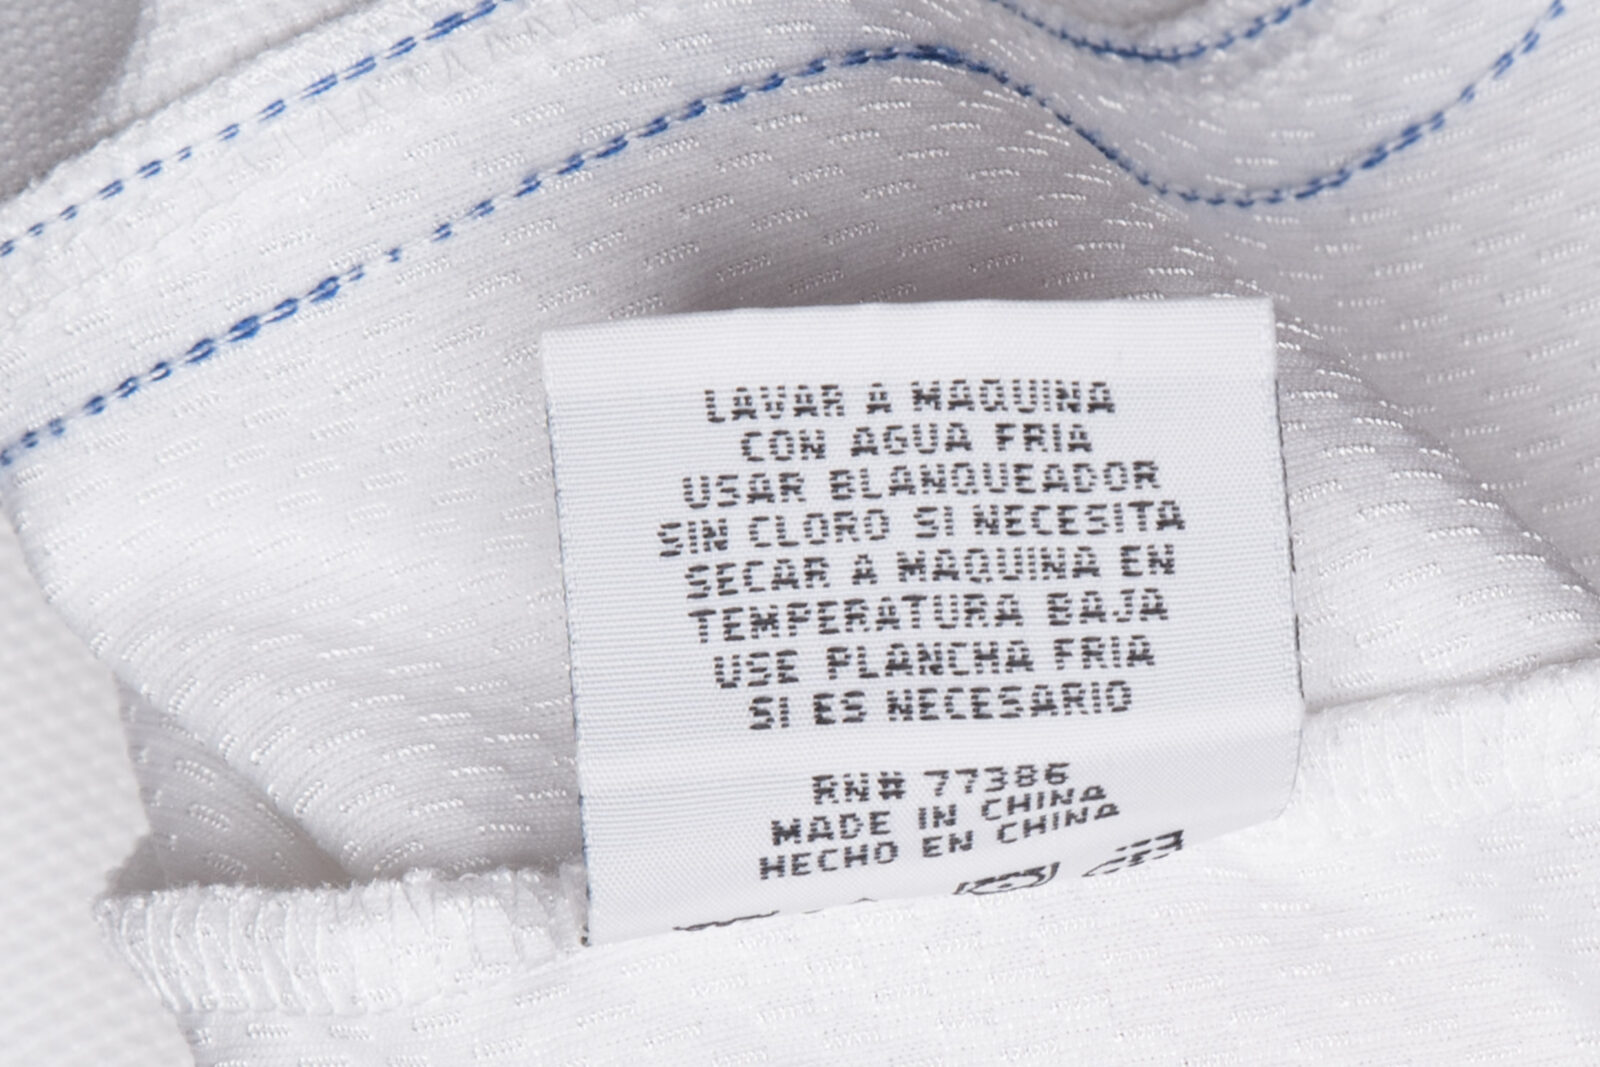 LAVAR A MAQUINA
CON AGUA FRIA
USAR BLANQUEADOR
SIN CLORO SI NECESITA
SECAR A MAQUINA EN
TEMPERATURA BAJA
USE PLANCHA FRIA
SI ES NECESARIO
RN# 77386
MADE IN CHINA
HECHO EN CHINA